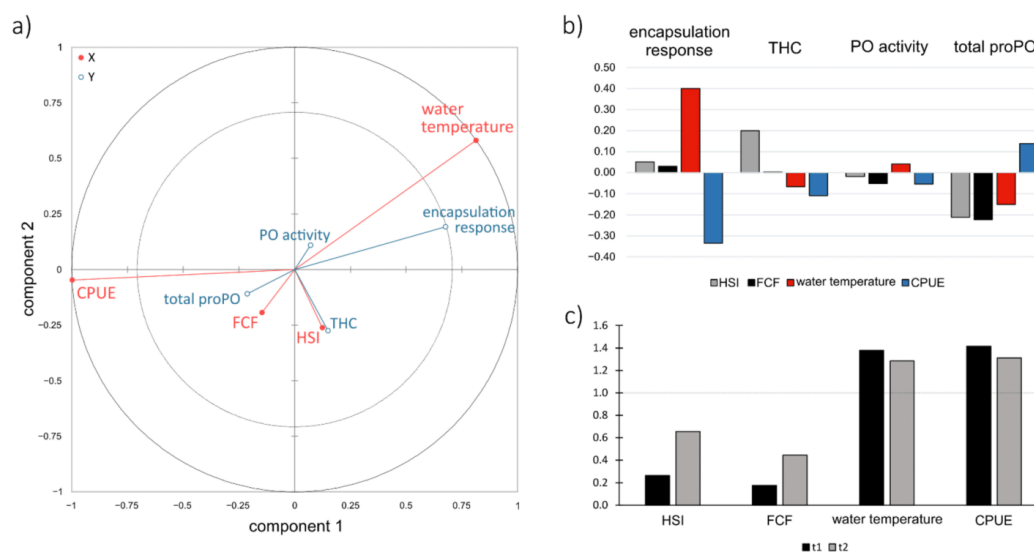 a)
1
0.75
0.5
0.25
0
−0.25
−0.5
−0.75
−1
component 2
X
Y
water
temperature
encapsulation
response
PO activity
CPUE
total proPO
FCF
HSI
THC
−1
−0.75
−0.5
−0.25
0
0.25
0.5
0.75
1
component 1
b)
encapsulation
response
THC
PO activity
total proPO
0.50
0.40
0.30
0.20
0.10
0.00
−0.10
−0.20
−0.30
−0.40
HSI
FCF
water temperature
CPUE
c)
1.6
1.4
1.2
1.0
0.8
0.6
0.4
0.2
0.0
HSI
FCF
water temperature
CPUE
t1
t2